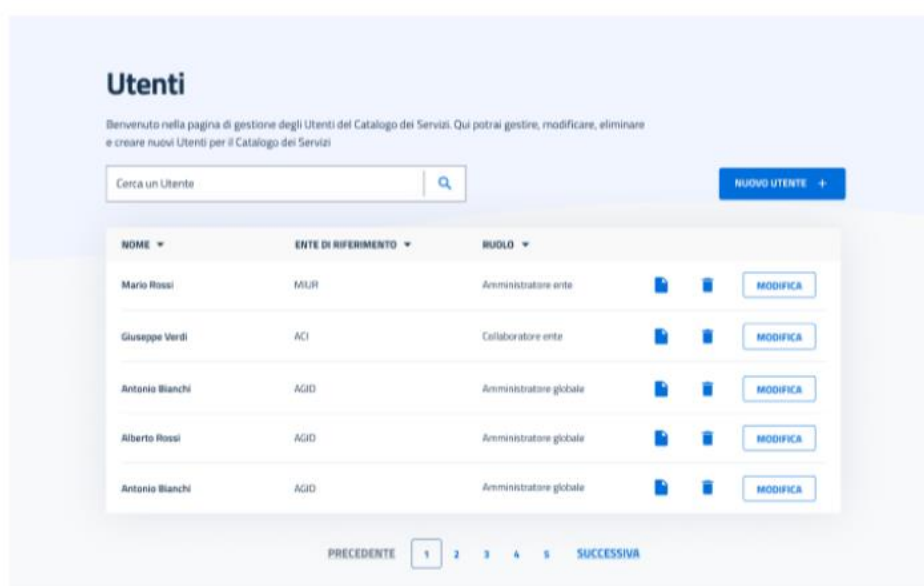 Utenti
Benvenuto nella pagina di gestione degli Utenti del Catalogo dei Servizi. Qui potrai gestire, modificare, eliminare
e creare nuovi Utenti per il Catalogo dei Servizi
Cerca un Utente
NUOVO UTENTE +
NOME ENTE DI RIFERIMENTO RUOLO
Mario Rossi MIUR Amministratore ente MODIFICA
Giuseppe Verdi ACI Collaboratore ente MODIFICA
Antonio Bianchi AGID Amministratore globale MODIFICA
Alberto Rossi AGID Amministratore globale MODIFICA
Antonio Bianchi AGID Amministratore globale MODIFICA
PRECEDENTE 1 2 3 4 5 SUCCESSIVA